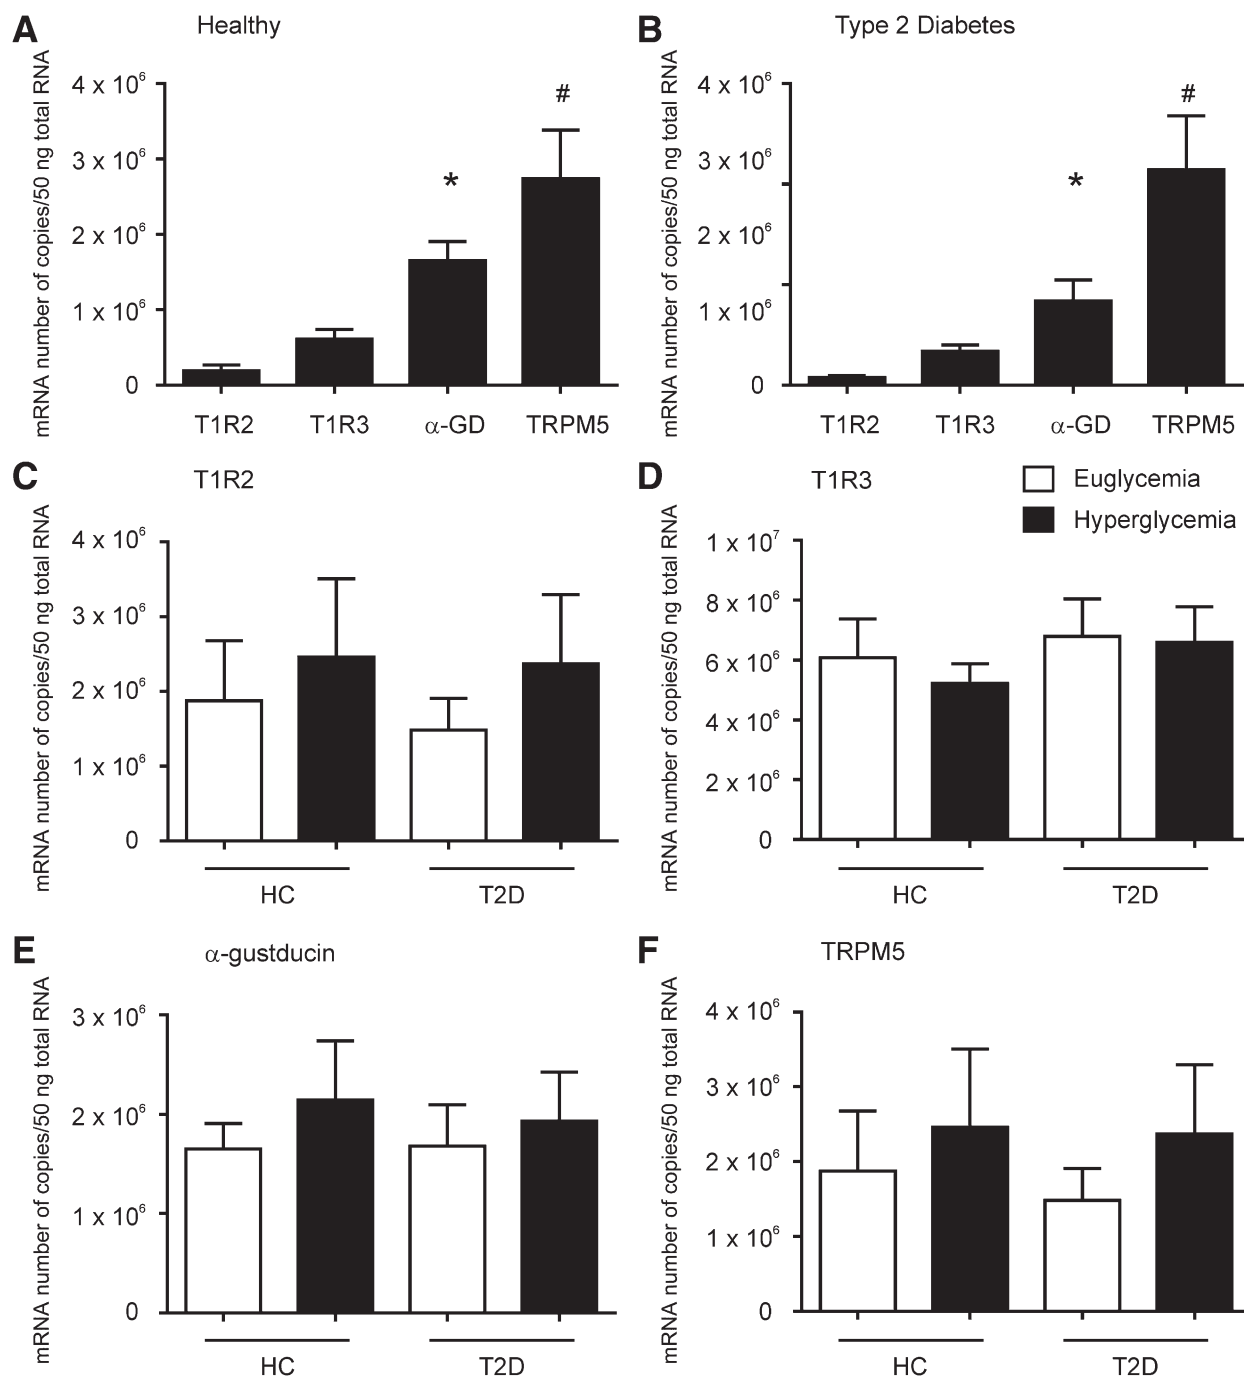 A
Healthy
mRNA number of copies/50 ng total RNA
4 x 10⁶
3 x 10⁶
2 x 10⁶
1 x 10⁶
0
*
#
T1R2 T1R3 α-GD TRPM5
B
Type 2 Diabetes
mRNA number of copies/50 ng total RNA
4 x 10⁶
3 x 10⁶
2 x 10⁶
1 x 10⁶
0
*
#
T1R2 T1R3 α-GD TRPM5
C
T1R2
mRNA number of copies/50 ng total RNA
4 x 10⁶
3 x 10⁶
2 x 10⁶
1 x 10⁶
0
HC T2D
D
T1R3
Euglycemia
Hyperglycemia
mRNA number of copies/50 ng total RNA
1 x 10⁷
8 x 10⁶
6 x 10⁶
4 x 10⁶
2 x 10⁶
0
HC T2D
E
α-gustducin
mRNA number of copies/50 ng total RNA
3 x 10⁶
2 x 10⁶
1 x 10⁶
0
HC T2D
F
TRPM5
mRNA number of copies/50 ng total RNA
4 x 10⁶
3 x 10⁶
2 x 10⁶
1 x 10⁶
0
HC T2D